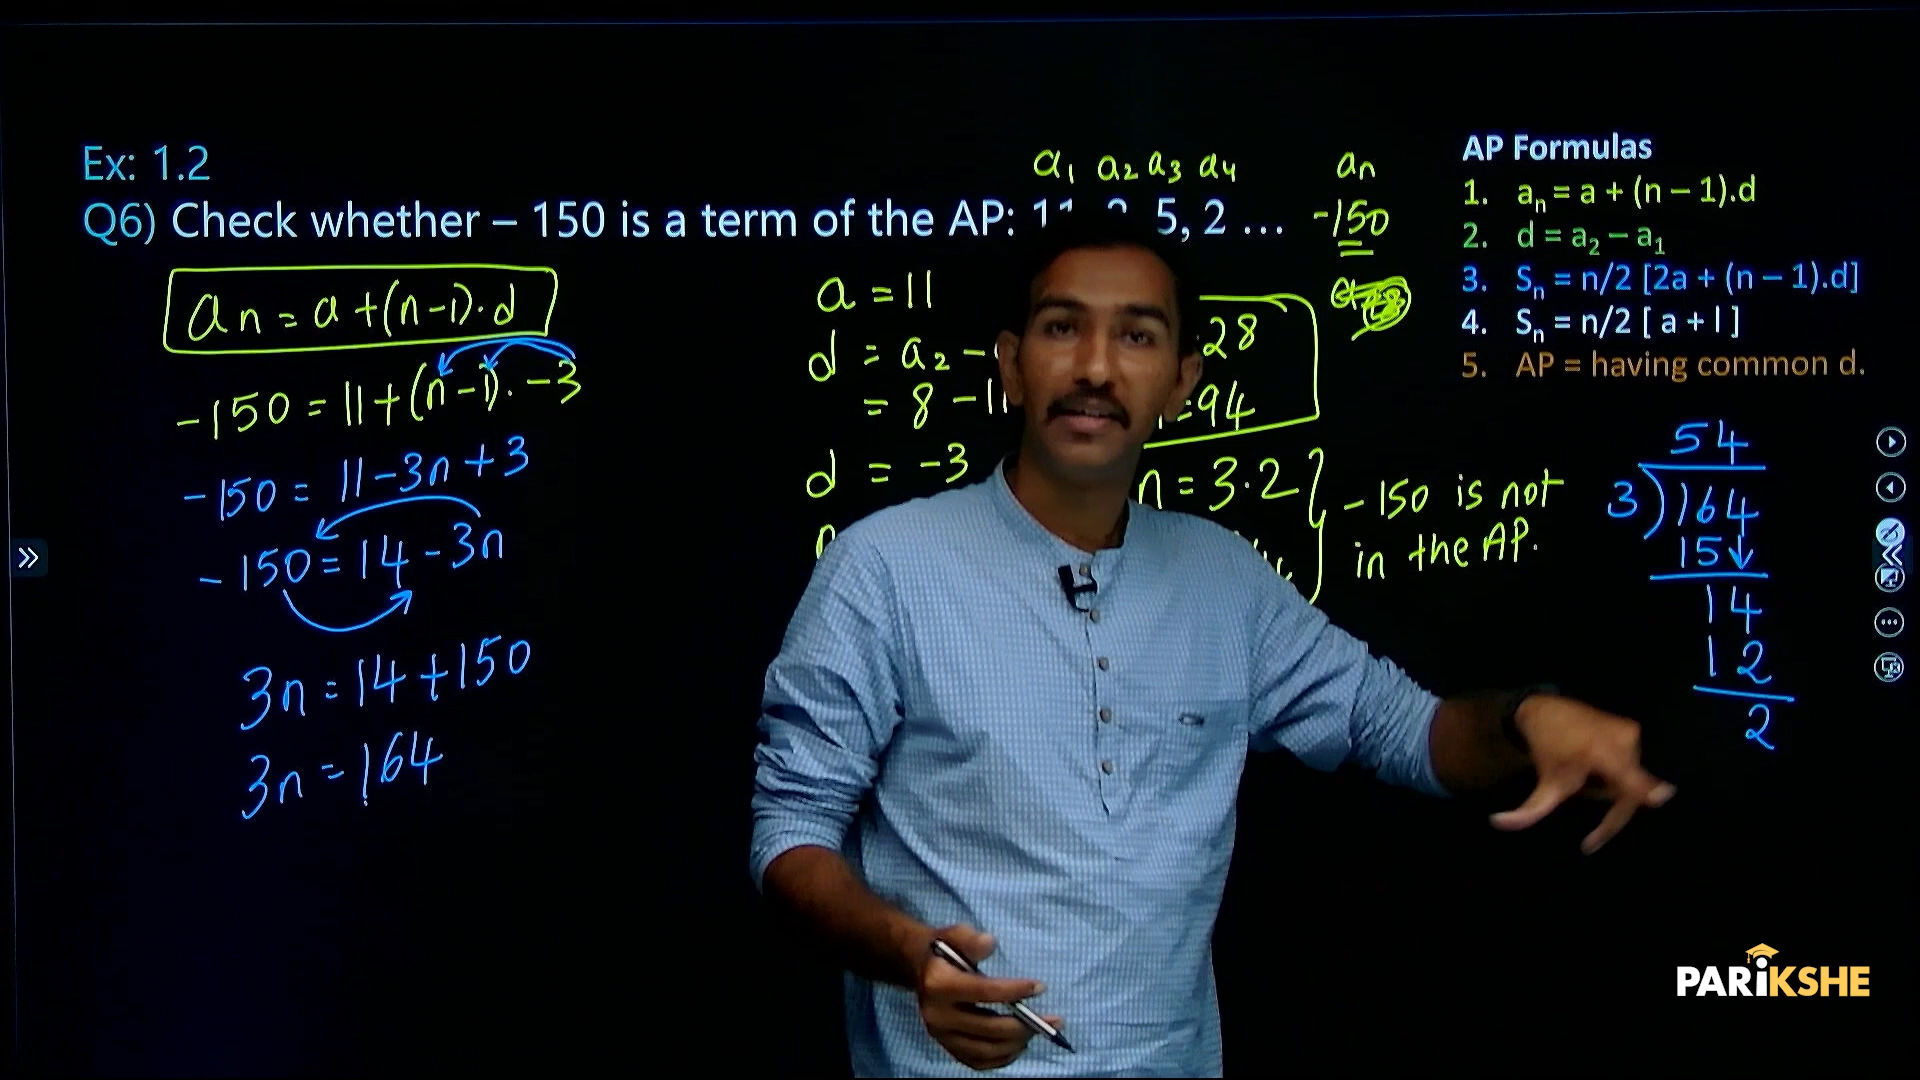 Ex: 1.2
a1 a2 a3 a4 an
Q6) Check whether – 150 is a term of the AP: 5, 2 ... -150
an = a + (n-1)·d
-150 = 11 + (n-1)·-3
-150 = 11-3n+3
-150 = 14-3n
3n = 14+150
3n = 164
a = 11
d = a2 -
= 8 - 11
d = -3
28
=94
n = 3.2
-150 is not
in the AP.
AP Formulas
1. an = a + (n – 1).d
2. d = a2 – a1
3. Sn = n/2 [2a + (n – 1).d]
4. Sn = n/2 [ a + l ]
5. AP = having common d.
54
3)164
15
14
12
2
PARiKSHE